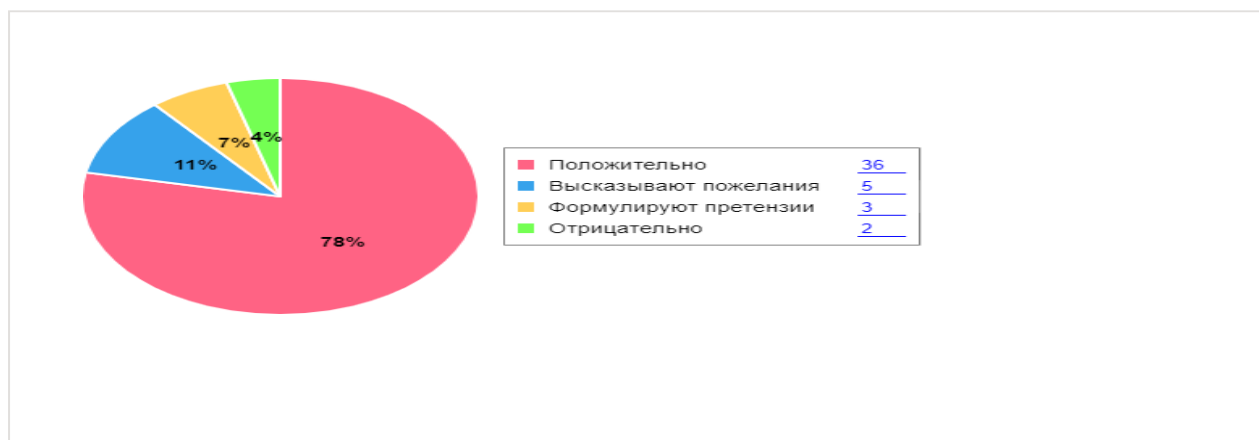 4%
7%
11%
78%
Положительно 36
Высказывают пожелания 5
Формулируют претензии 3
Отрицательно 2